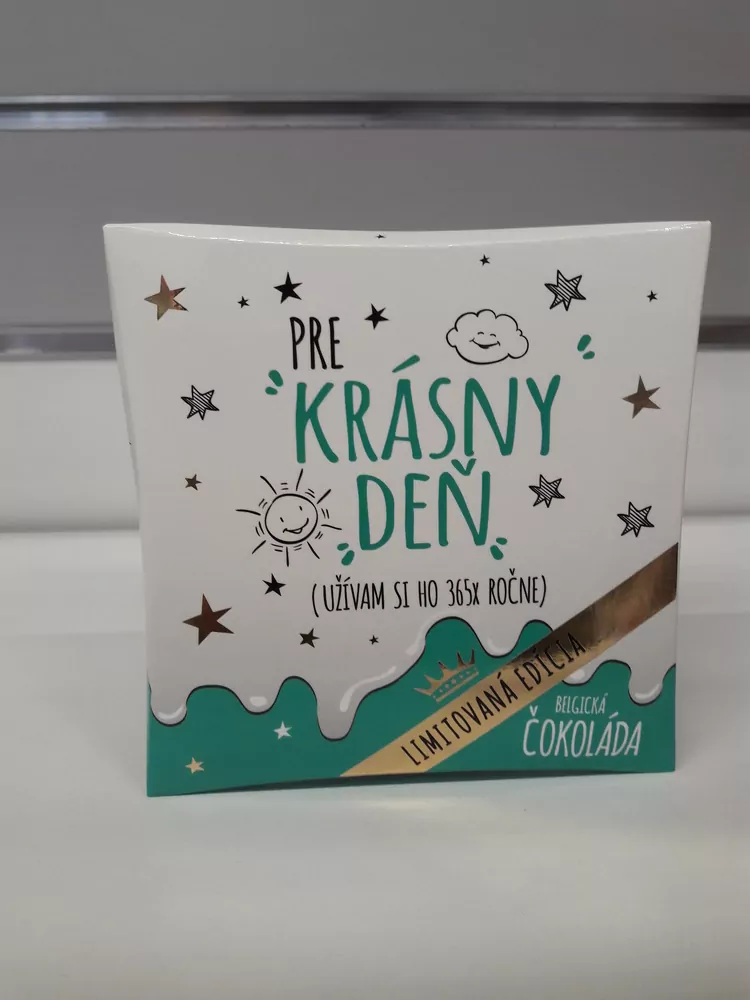 PRE
KRÁSNY
DEŇ
(UŽÍVAM SI HO 365X ROČNE)
LIMITOVANÁ EDÍCIA
BELGICKÁ
ČOKOLÁDA